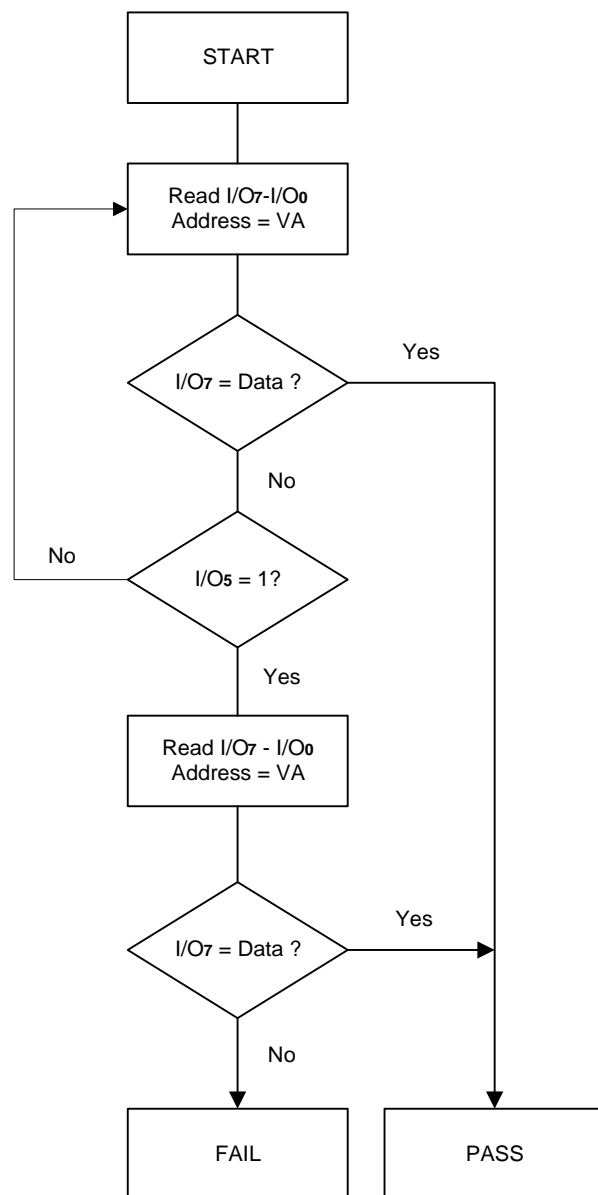 START
Read I/O7-I/O0
Address = VA
I/O7 = Data ?
Yes
No
I/O5 = 1?
No
Yes
Read I/O7 - I/O0
Address = VA
I/O7 = Data ?
Yes
No
FAIL
PASS